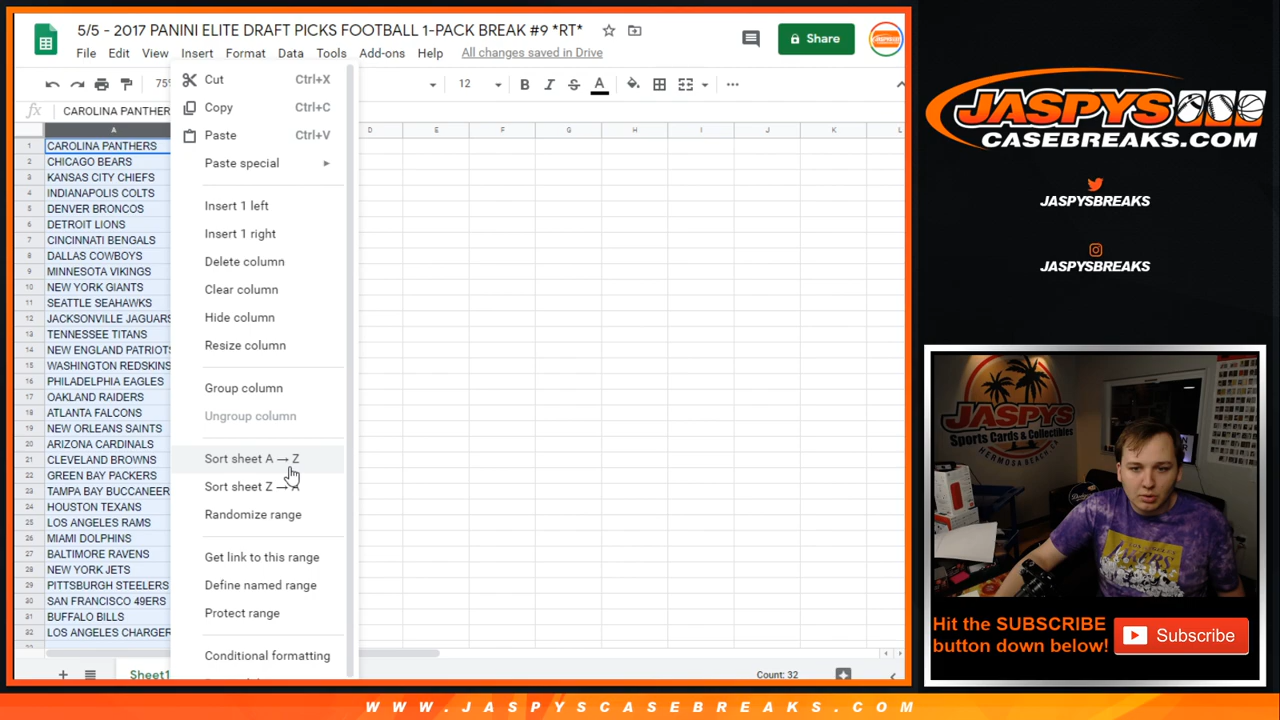 5/5 - 2017 PANINI ELITE DRAFT PICKS FOOTBALL 1-PACK BREAK #9 *RT*
File Edit View Insert Format Data Tools Add-ons Help All changes saved in Drive
Share
75
12
B I S A
fx CAROLINA PANTHER
A D E F G H I J K L
1 CAROLINA PANTHERS
2 CHICAGO BEARS
3 KANSAS CITY CHIEFS
4 INDIANAPOLIS COLTS
5 DENVER BRONCOS
6 DETROIT LIONS
7 CINCINNATI BENGALS
8 DALLAS COWBOYS
9 MINNESOTA VIKINGS
10 NEW YORK GIANTS
11 SEATTLE SEAHAWKS
12 JACKSONVILLE JAGUARS
13 TENNESSEE TITANS
14 NEW ENGLAND PATRIOTS
15 WASHINGTON REDSKINS
16 PHILADELPHIA EAGLES
17 OAKLAND RAIDERS
18 ATLANTA FALCONS
19 NEW ORLEANS SAINTS
20 ARIZONA CARDINALS
21 CLEVELAND BROWNS
22 GREEN BAY PACKERS
23 TAMPA BAY BUCCANEER
24 HOUSTON TEXANS
25 LOS ANGELES RAMS
26 MIAMI DOLPHINS
27 BALTIMORE RAVENS
28 NEW YORK JETS
29 PITTSBURGH STEELERS
30 SAN FRANCISCO 49ERS
31 BUFFALO BILLS
32 LOS ANGELES CHARGER
Cut Ctrl+X
Copy Ctrl+C
Paste Ctrl+V
Paste special
Insert 1 left
Insert 1 right
Delete column
Clear column
Hide column
Resize column
Group column
Ungroup column
Sort sheet A → Z
Sort sheet Z → A
Randomize range
Get link to this range
Define named range
Protect range
Conditional formatting
Sheet1
Count: 32
JASPYS
CASEBREAKS.COM
JASPYSBREAKS
JASPYSBREAKS
JASPYS
Sports Cards & Collectibles
HERMOSA BEACH, CA
LAKERS
Hit the SUBSCRIBE
button down below!
Subscribe
WWW.JASPYSCASEBREAKS.COM